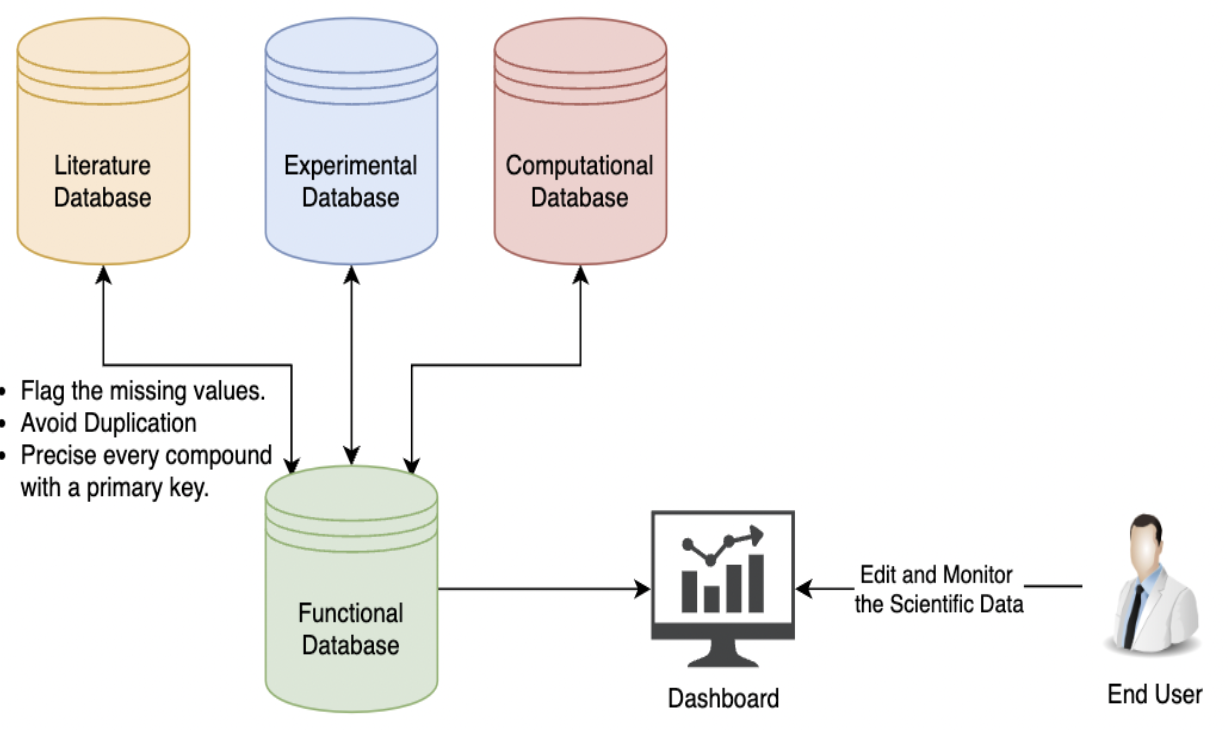 Literature
Database
Experimental
Database
Computational
Database
• Flag the missing values.
• Avoid Duplication
• Precise every compound
with a primary key.
Functional
Database
Dashboard
Edit and Monitor
the Scientific Data
End User